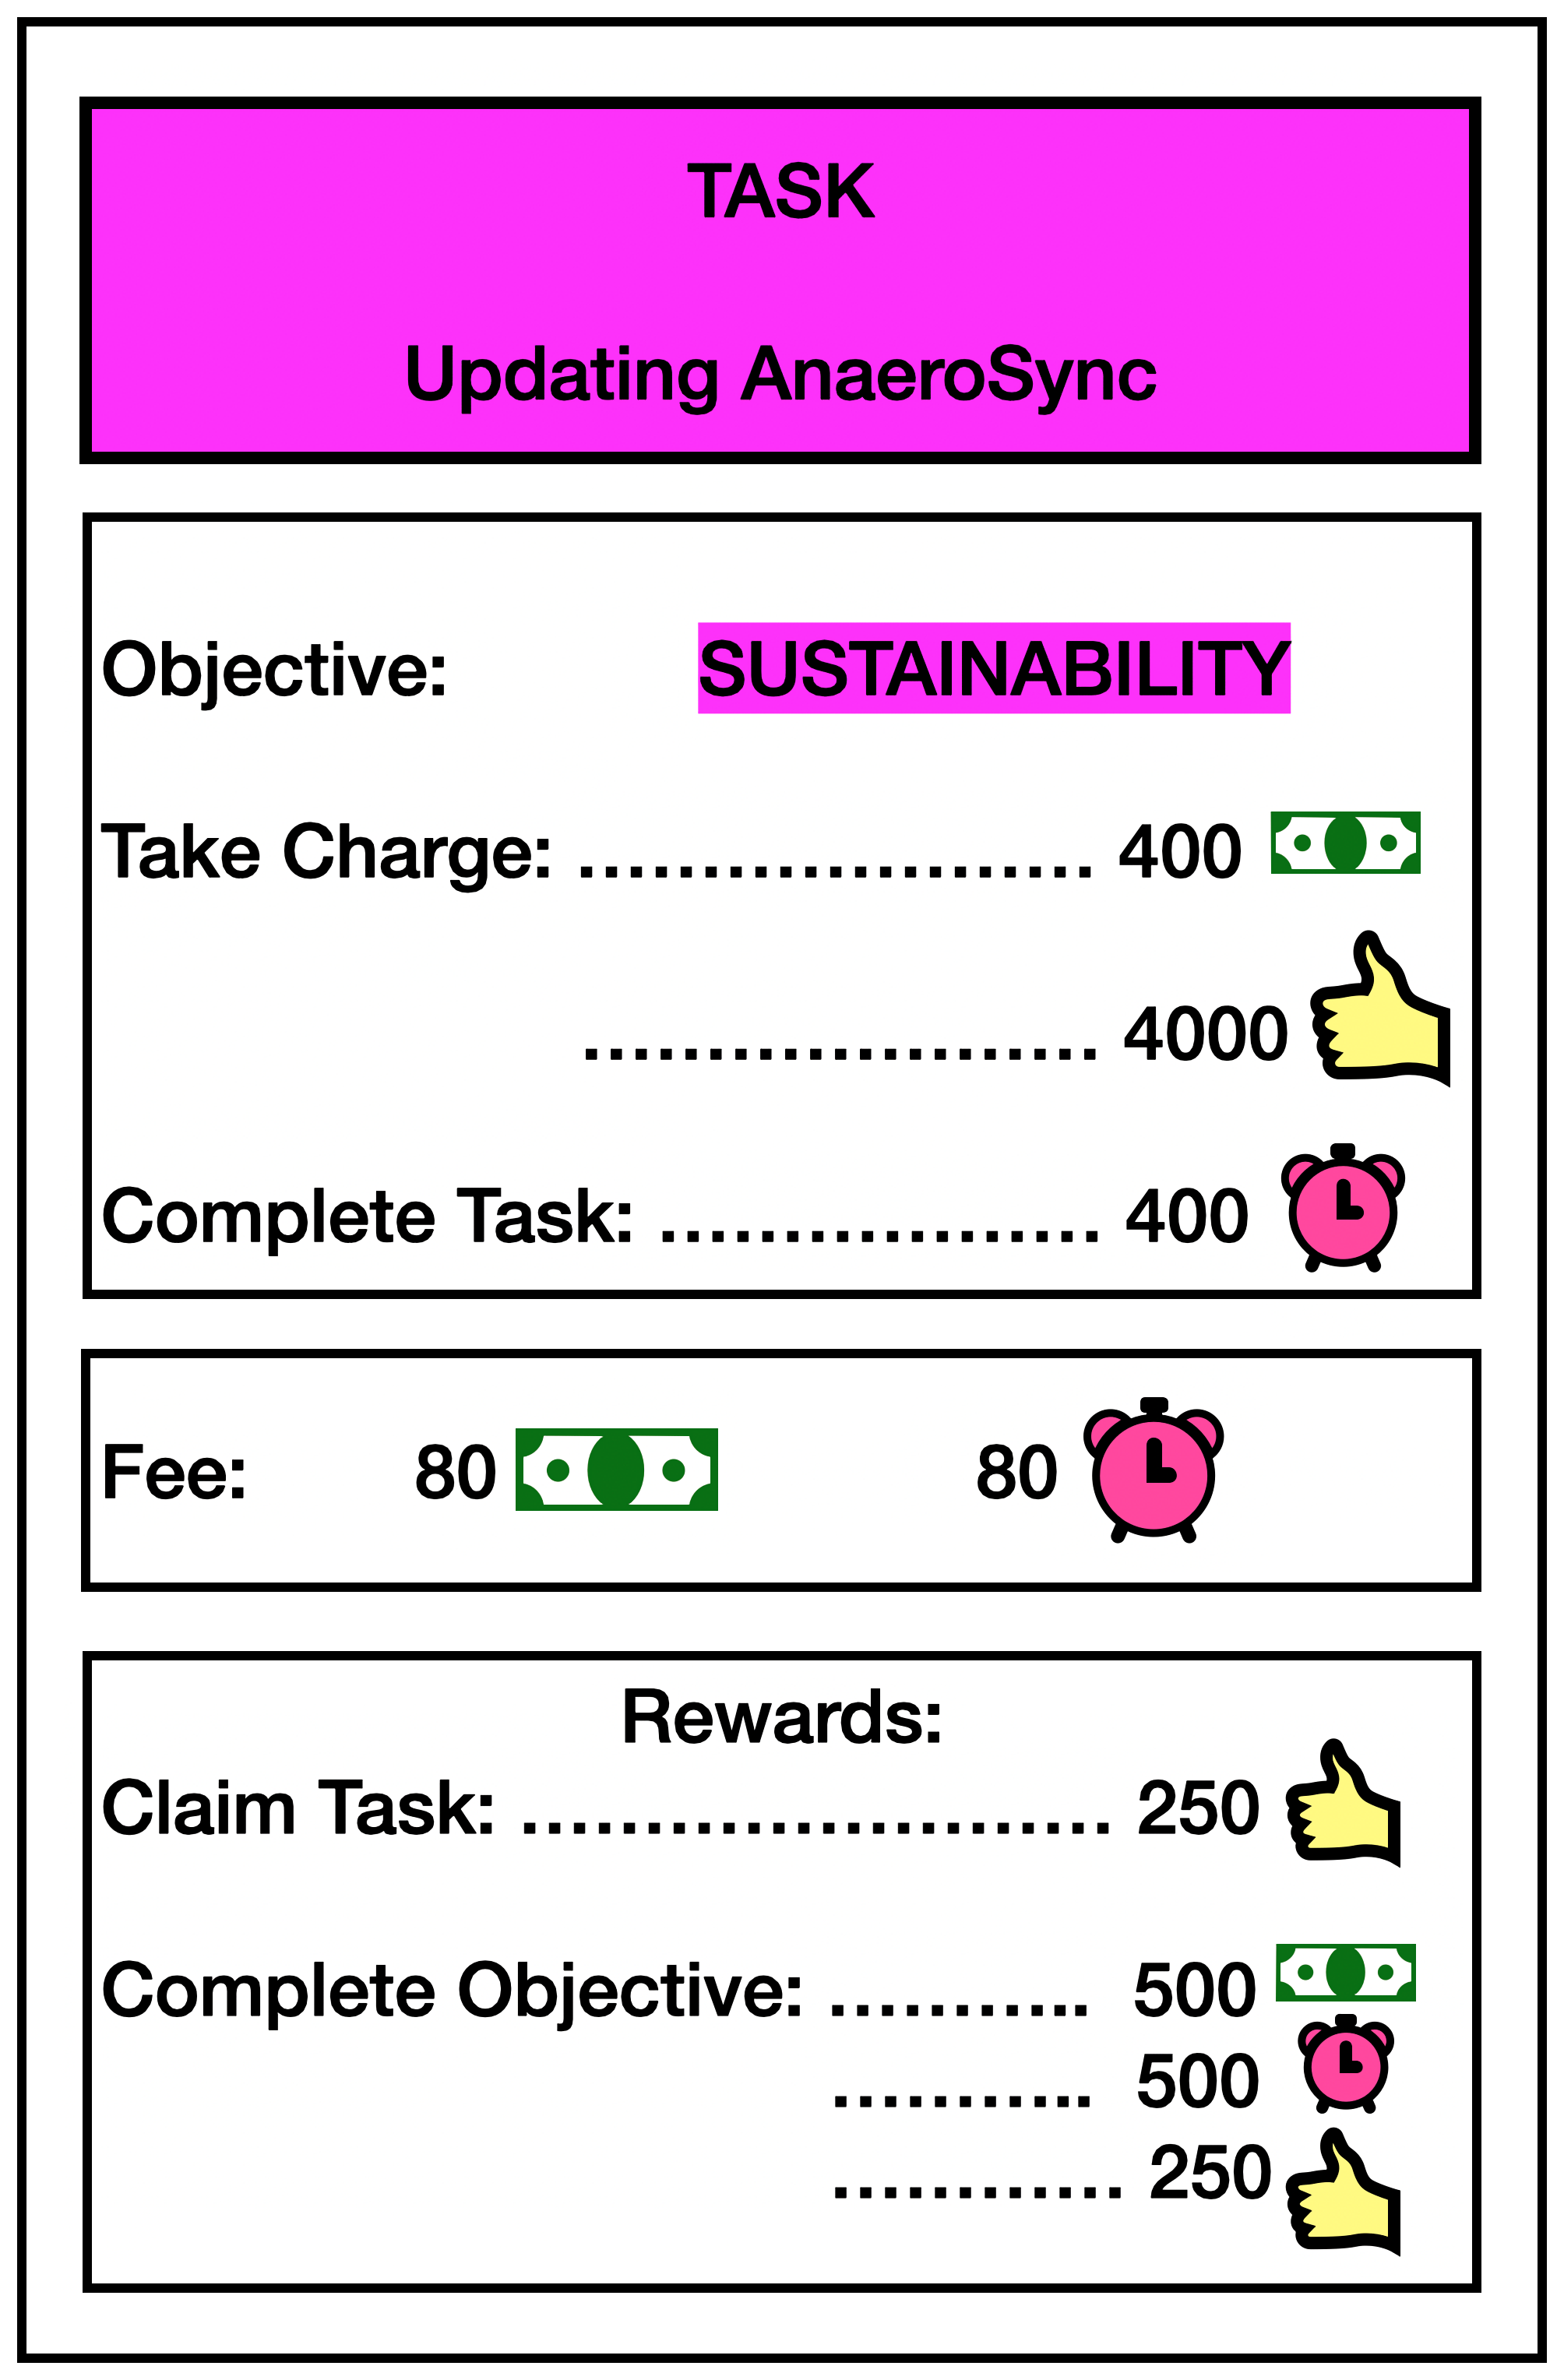 TASK
Updating AnaeroSync
Objective: SUSTAINABILITY
Take Charge: ..................... 400
..................... 4000
Complete Task: .................. 400
Fee: 80 80
Rewards:
Claim Task: ........................ 250
Complete Objective: ........... 500
........... 500
............ 250